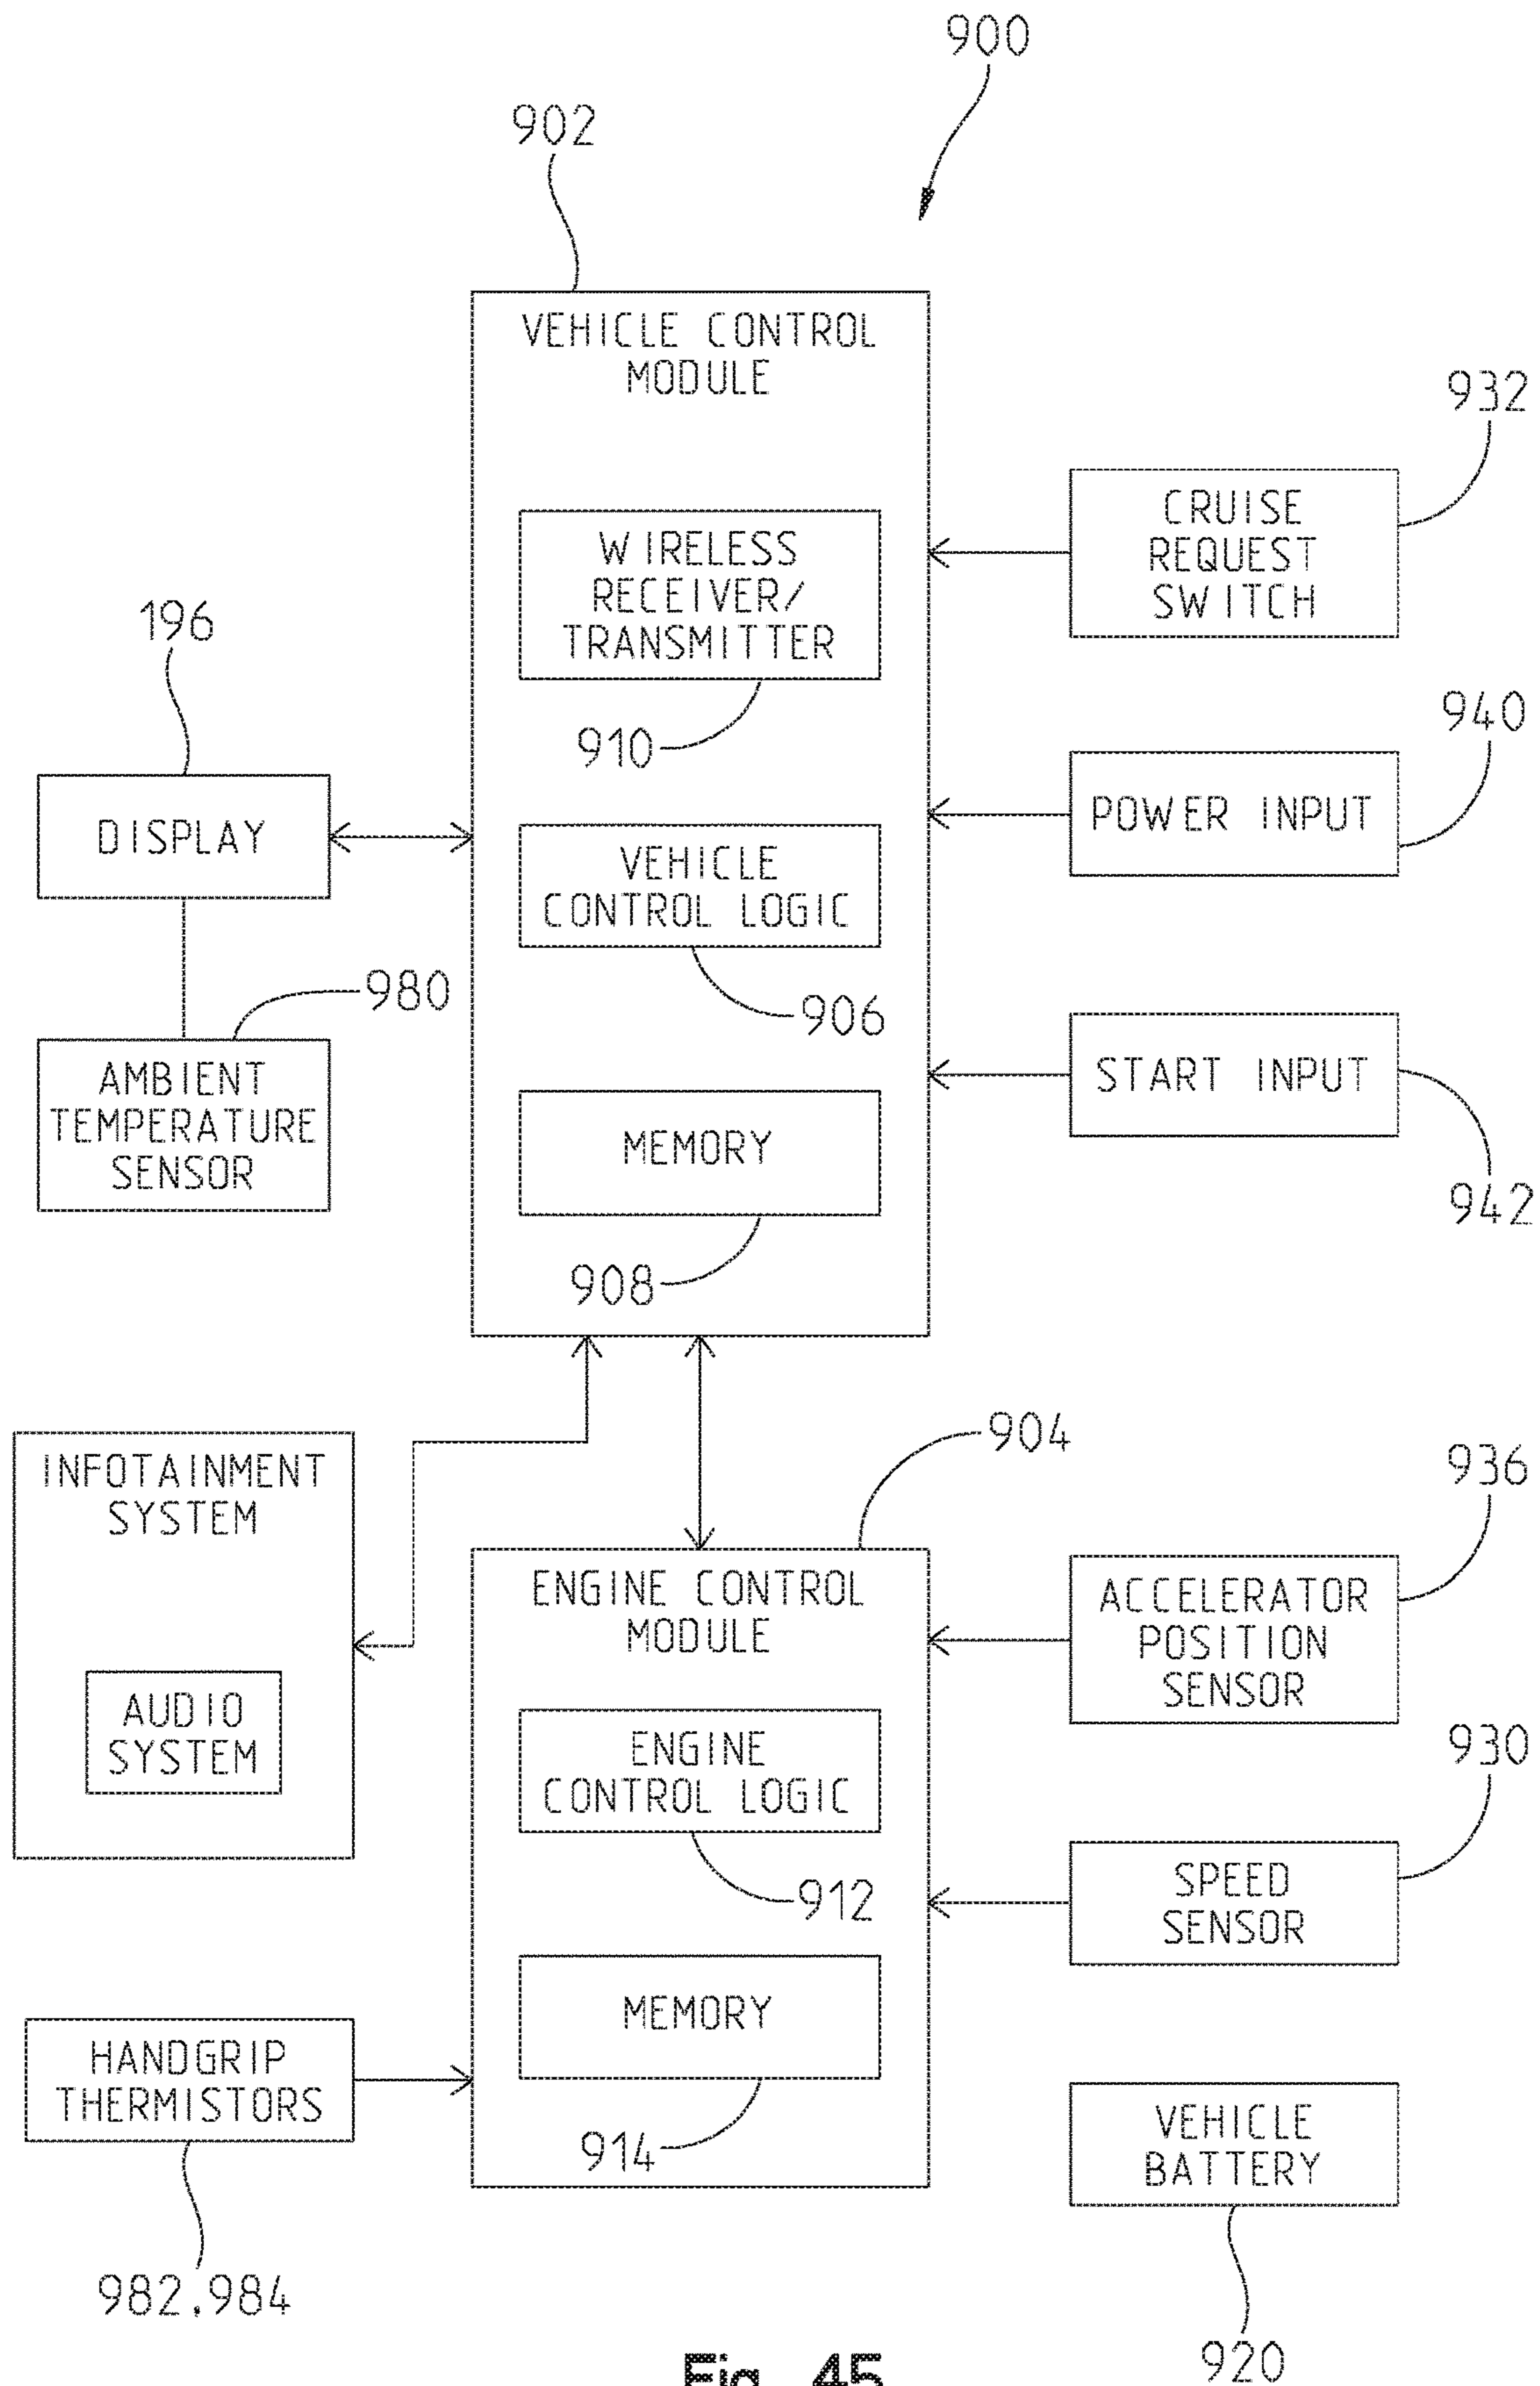 900
902
VEHICLE CONTROL
MODULE
932
CRUISE
REQUEST
SWITCH
WIRELESS
RECEIVER/
TRANSMITTER
910
196
940
DISPLAY
POWER INPUT
VEHICLE
CONTROL LOGIC
906
980
AMBIENT
TEMPERATURE
SENSOR
START INPUT
942
MEMORY
908
904
INFOTAINMENT
SYSTEM
AUDIO
SYSTEM
936
ENGINE CONTROL
MODULE
ACCELERATOR
POSITION
SENSOR
ENGINE
CONTROL LOGIC
912
930
SPEED
SENSOR
MEMORY
914
HANDGRIP
THERMISTORS
982,984
VEHICLE
BATTERY
920
Fig. 45